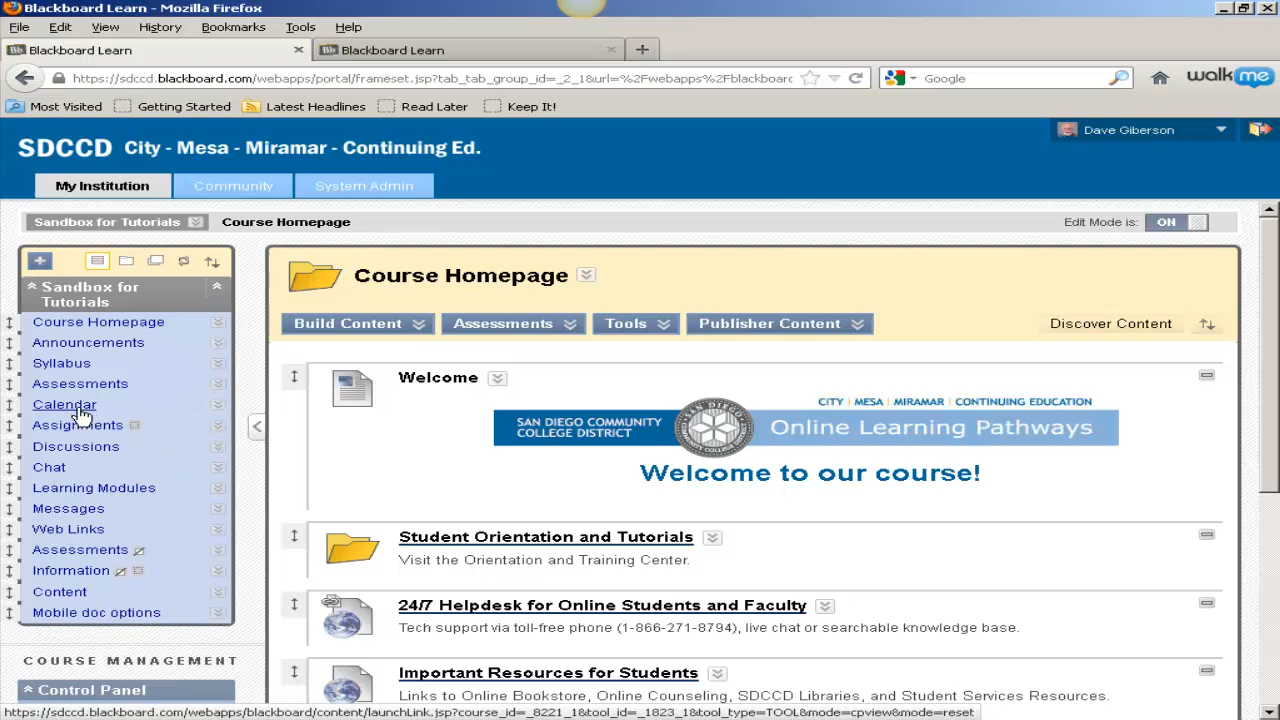 Blackboard Learn - Mozilla Firefox
File Edit View History Bookmarks Tools Help
Bb Blackboard Learn × Bb Blackboard Learn × +
https://sdccd.blackboard.com/webapps/portal/frameset.jsp?tab_tab_group_id=_2_1&url=%2Fwebapps%2Fblackboarc Google walk me
Most Visited Getting Started Latest Headlines Read Later Keep It!
Dave Giberson
SDCCD City - Mesa - Miramar - Continuing Ed.
My Institution Community System Admin
Sandbox for Tutorials Course Homepage Edit Mode is: ON
Sandbox for
Tutorials
Course Homepage
Announcements
Syllabus
Assessments
Calendar
Assignments
Discussions
Chat
Learning Modules
Messages
Web Links
Assessments
Information
Content
Mobile doc options
COURSE MANAGEMENT
Control Panel
Course Homepage
Build Content Assessments Tools Publisher Content Discover Content
Welcome
CITY | MESA | MIRAMAR | CONTINUING EDUCATION
SAN DIEGO COMMUNITY
COLLEGE DISTRICT
Online Learning Pathways
Welcome to our course!
Student Orientation and Tutorials
Visit the Orientation and Training Center.
24/7 Helpdesk for Online Students and Faculty
Tech support via toll-free phone (1-866-271-8794), live chat or searchable knowledge base.
Important Resources for Students
Links to Online Bookstore, Online Counseling, SDCCD Libraries, and Student Services Resources.
https://sdccd.blackboard.com/webapps/blackboard/content/launchLink.jsp?course_id=_8221_1&tool_id=_1823_1&tool_type=TOOL&mode=cpview&mode=reset